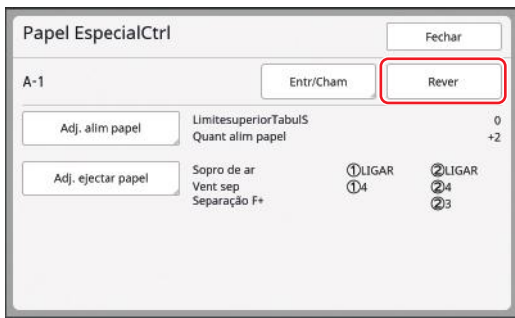 Papel EspecialCtrl Fechar
A-1 Entr/Cham Rever
Adj. alim papel LimitesuperiorTabulS 0
Quant alim papel +2
Adj. ejectar papel Sopro de ar ①LIGAR ②LIGAR
Vent sep ①4 ②4
Separação F+ ②3